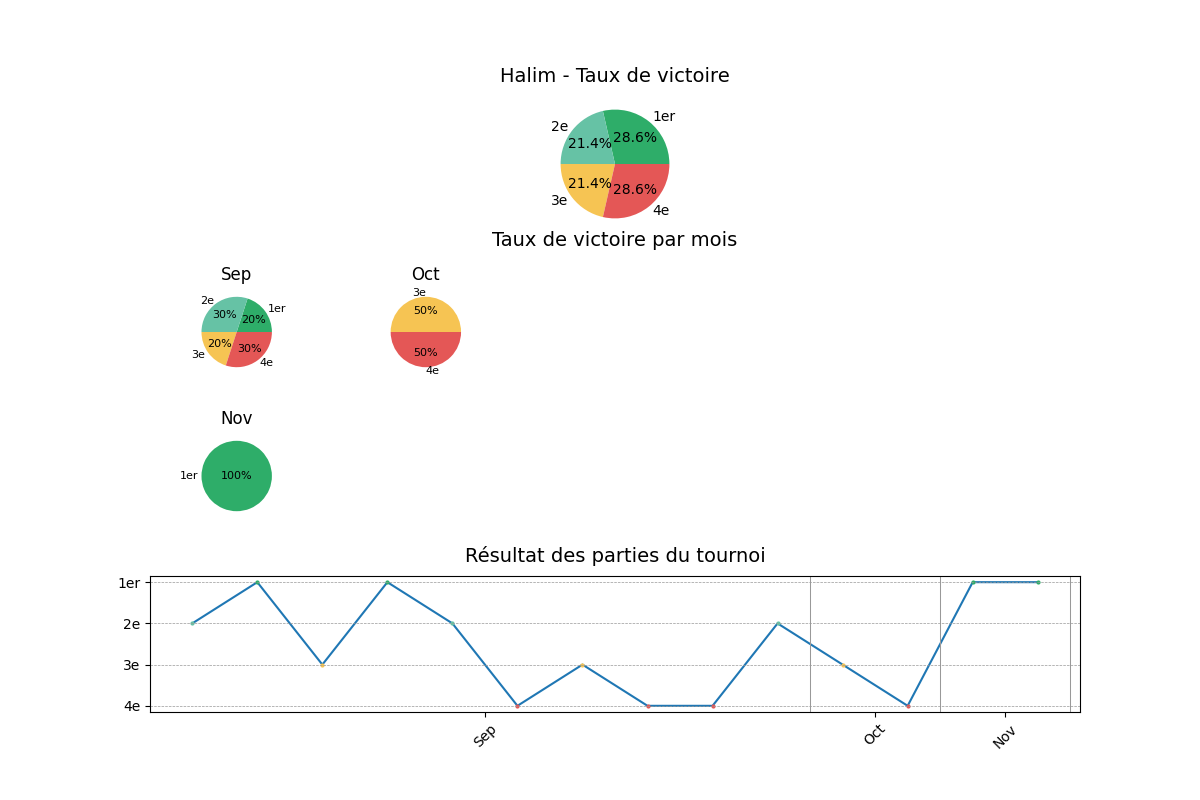 Halim - Taux de victoire
2e
1er
21.4%
28.6%
21.4%
28.6%
3e
4e
Taux de victoire par mois
Sep
2e
1er
30%
20%
20%
30%
3e
4e
Oct
3e
50%
50%
4e
Nov
1er
100%
Résultat des parties du tournoi
1er
2e
3e
4e
Sep
Oct
Nov